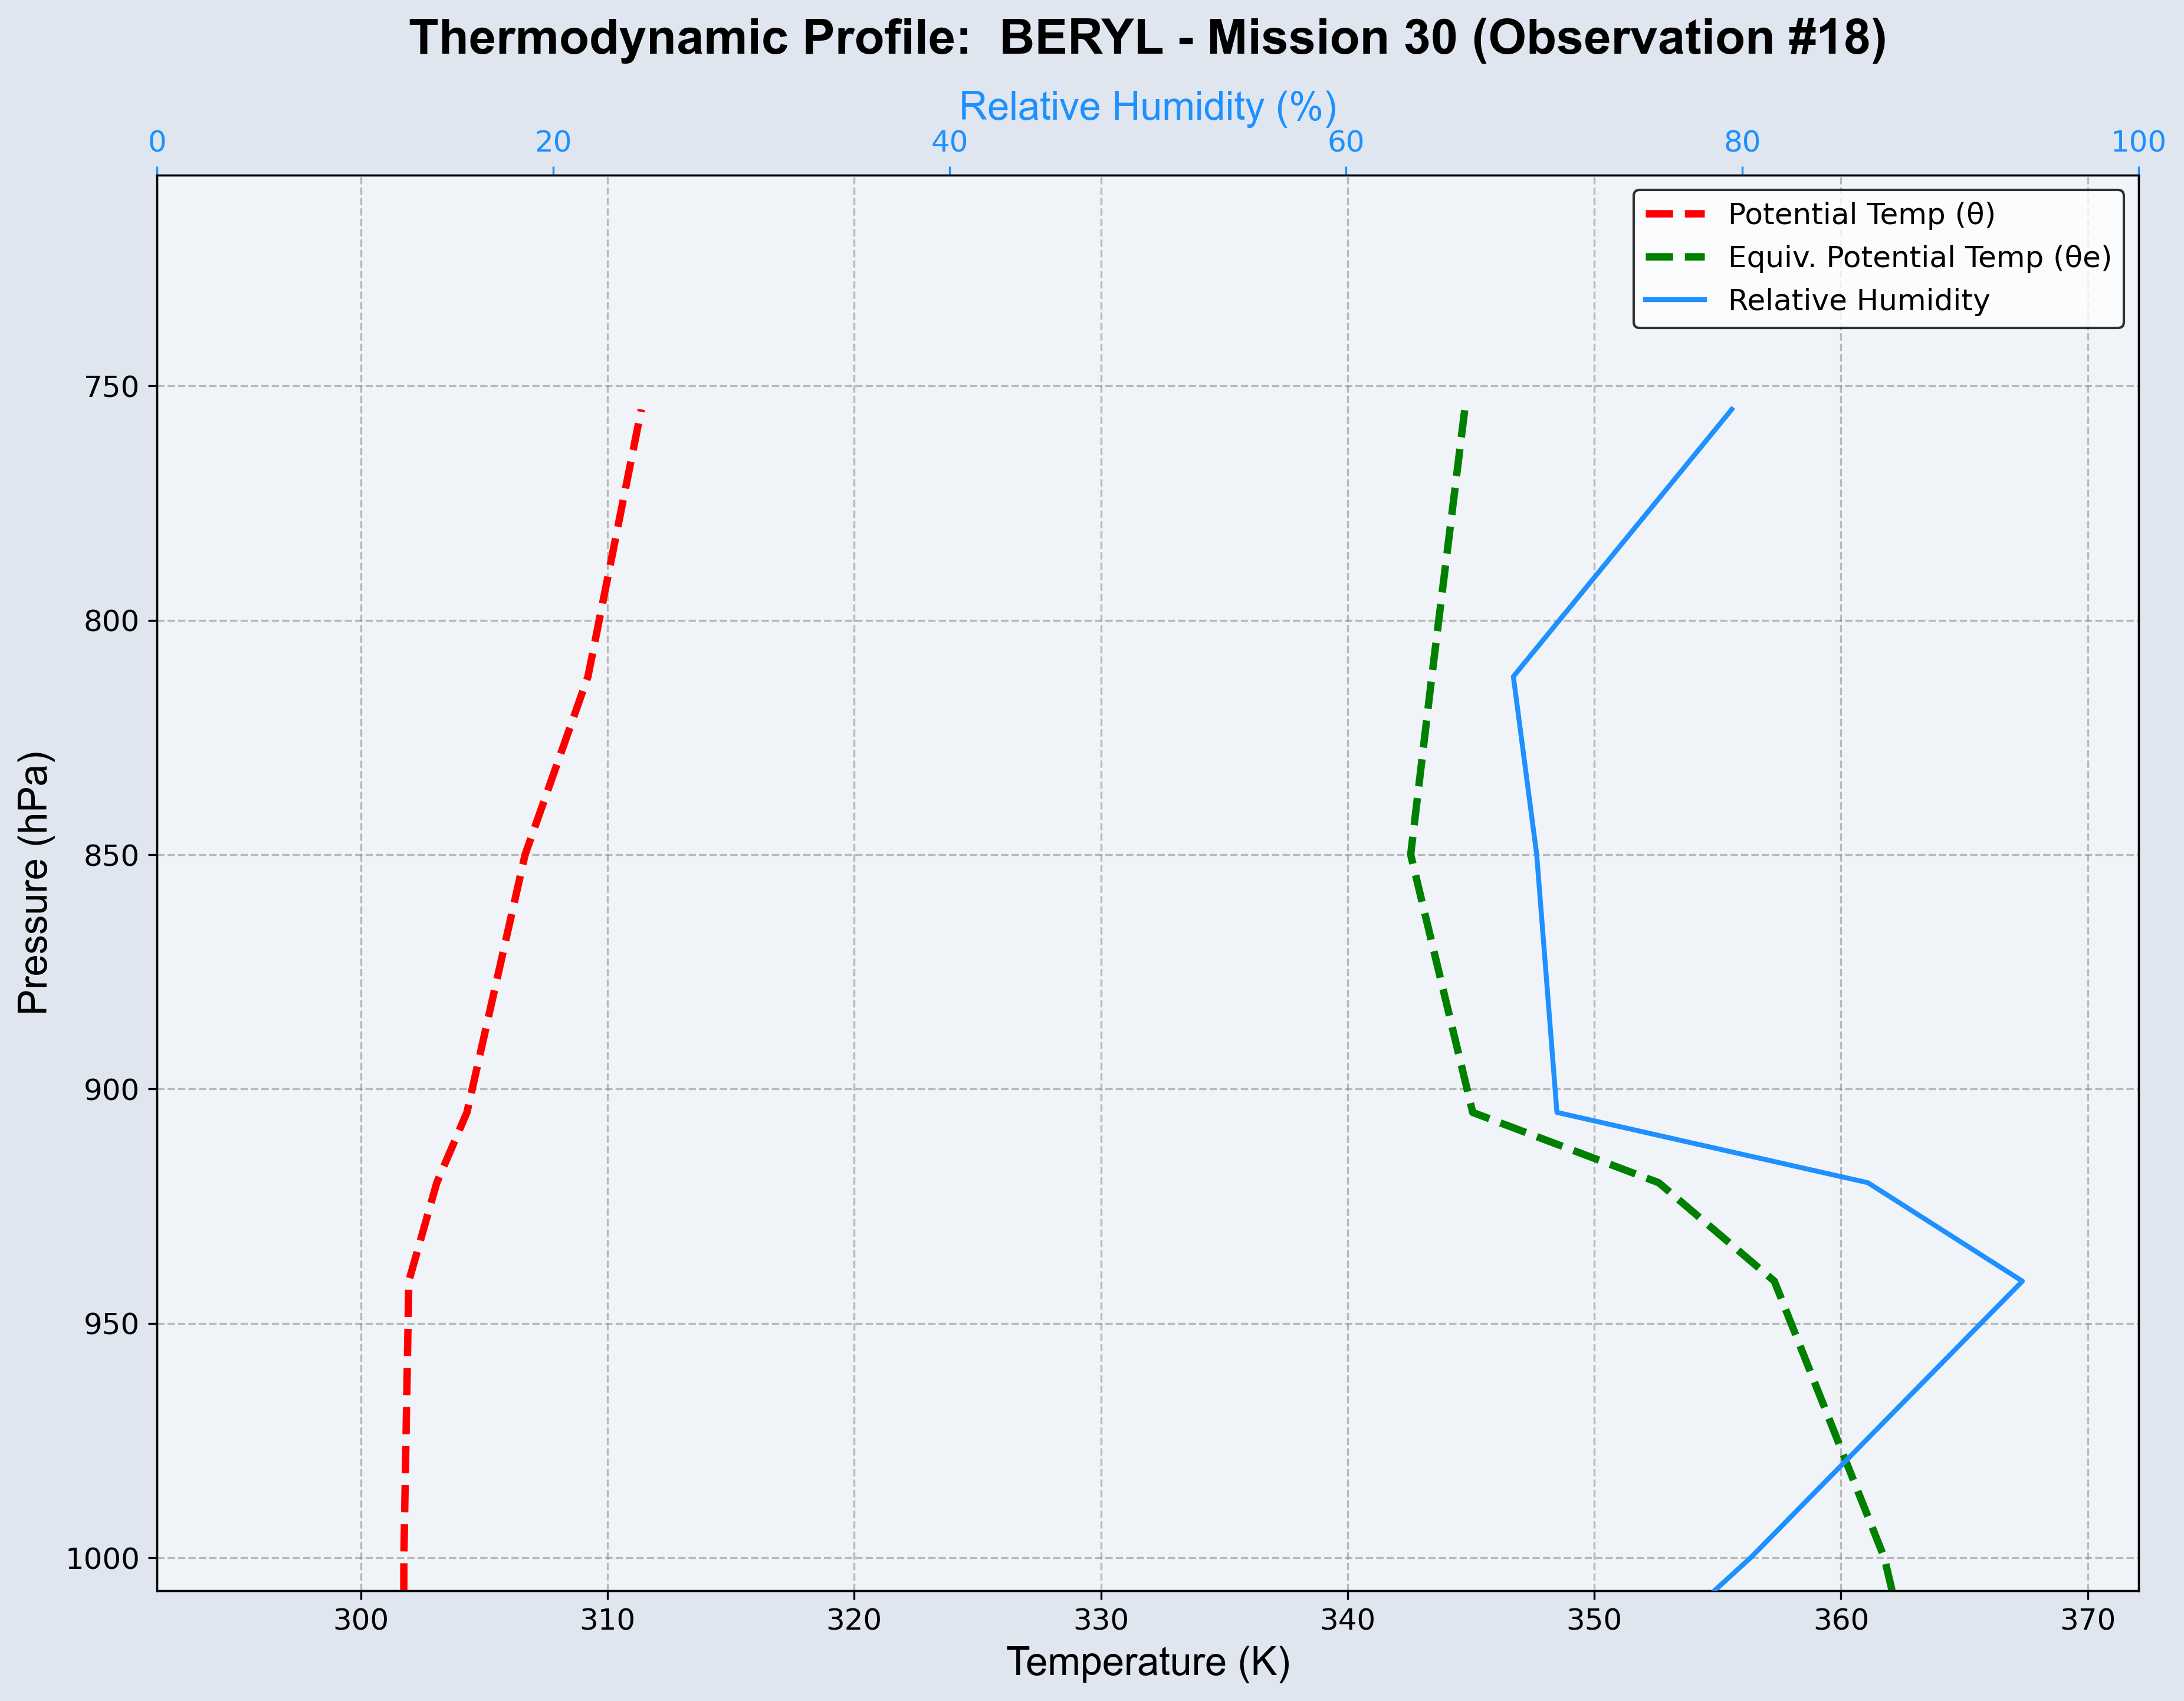 Thermodynamic Profile:  BERYL - Mission 30 (Observation #18)
Relative Humidity (%)
0 20 40 60 80 100
Potential Temp (θ)
Equiv. Potential Temp (θe)
Relative Humidity
750
800
850
900
950
1000
Pressure (hPa)
300 310 320 330 340 350 360 370
Temperature (K)